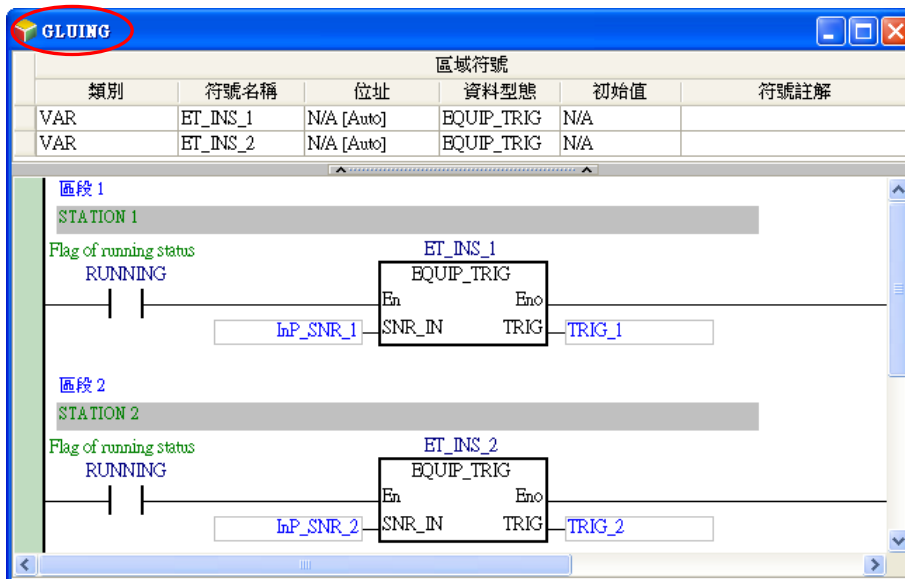 GLUING
區域符號
類別 符號名稱 位址 資料型態 初始值 符號註解
VAR ET_INS_1 N/A [Auto] EQUIP_TRIG N/A
VAR ET_INS_2 N/A [Auto] EQUIP_TRIG N/A
區段 1
STATION 1
Flag of running status ET_INS_1
RUNNING EQUIP_TRIG
En Eno
InP_SNR_1 SNR_IN TRIG TRIG_1
區段 2
STATION 2
Flag of running status ET_INS_2
RUNNING EQUIP_TRIG
En Eno
InP_SNR_2 SNR_IN TRIG TRIG_2